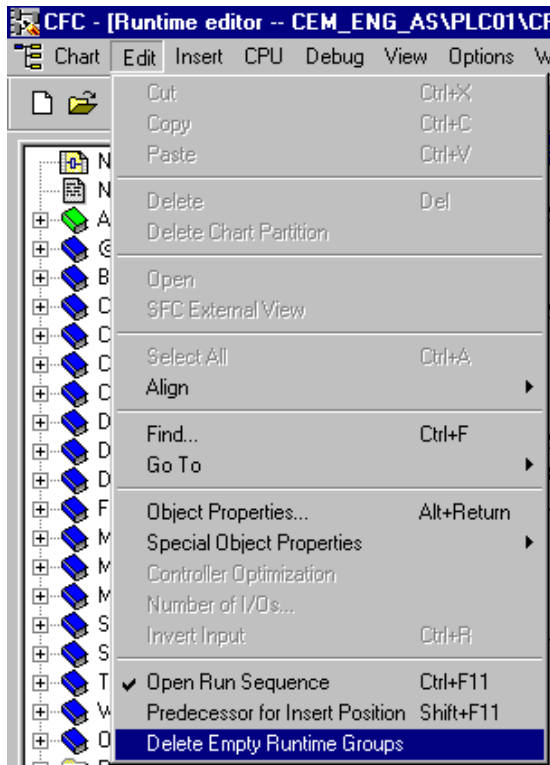 CFC - [Runtime editor -- CEM_ENG_AS\PLC01\CF
Chart Edit Insert CPU Debug View Options W
Cut Ctrl+X
Copy Ctrl+C
Paste Ctrl+V
N
N
Delete Del
A
Delete Chart Partition
@
B
Open
C
SFC External View
C
C
Select All Ctrl+A
C
Align
D
Find... Ctrl+F
D
Go To
D
F
Object Properties... Alt+Return
M
Special Object Properties
M
Controller Optimization
M
Number of I/Os...
S
Invert Input Ctrl+R
S
T
Open Run Sequence Ctrl+F11
W
Predecessor for Insert Position Shift+F11
O
Delete Empty Runtime Groups